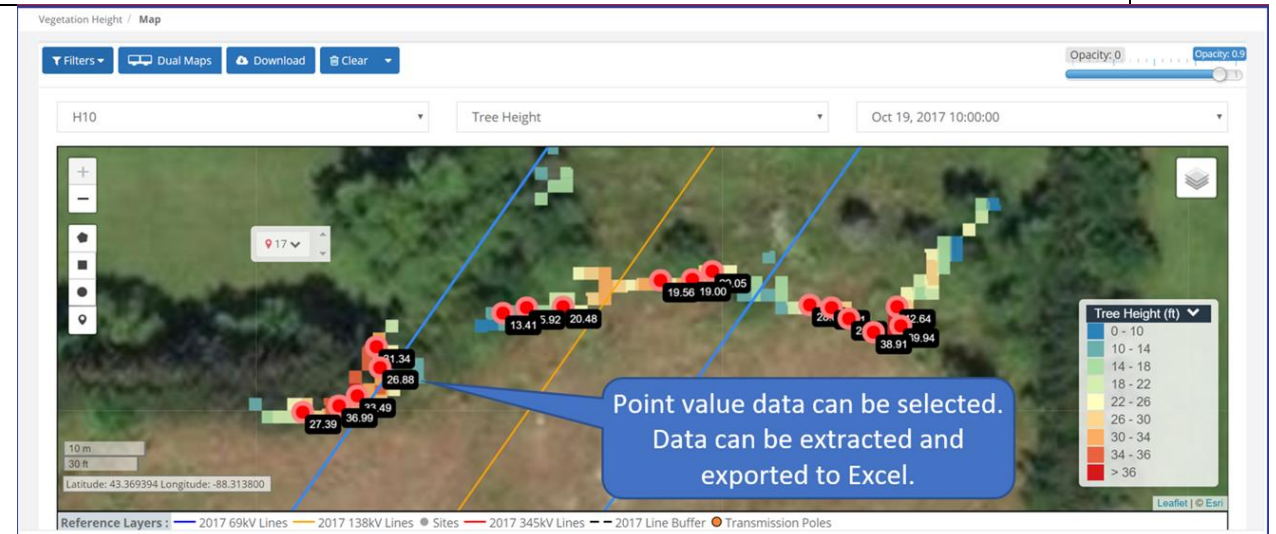 Vegetation Height / Map
Filters Dual Maps Download Clear
Opacity: 0 Opacity: 0.9
H10 Tree Height Oct 19, 2017 10:00:00
+
−
17
13.41 5.92 20.48
19.56 19.00 .05
31.34
26.88
33.49
36.99
27.39
38.91
39.94
Point value data can be selected.
Data can be extracted and
exported to Excel.
Tree Height (ft)
0 - 10
10 - 14
14 - 18
18 - 22
22 - 26
26 - 30
30 - 34
34 - 36
> 36
10 m
30 ft
Latitude: 43.369394 Longitude: -88.313800
Leaflet | © Esri
Reference Layers : 2017 69kV Lines 2017 138kV Lines Sites 2017 345kV Lines 2017 Line Buffer Transmission Poles